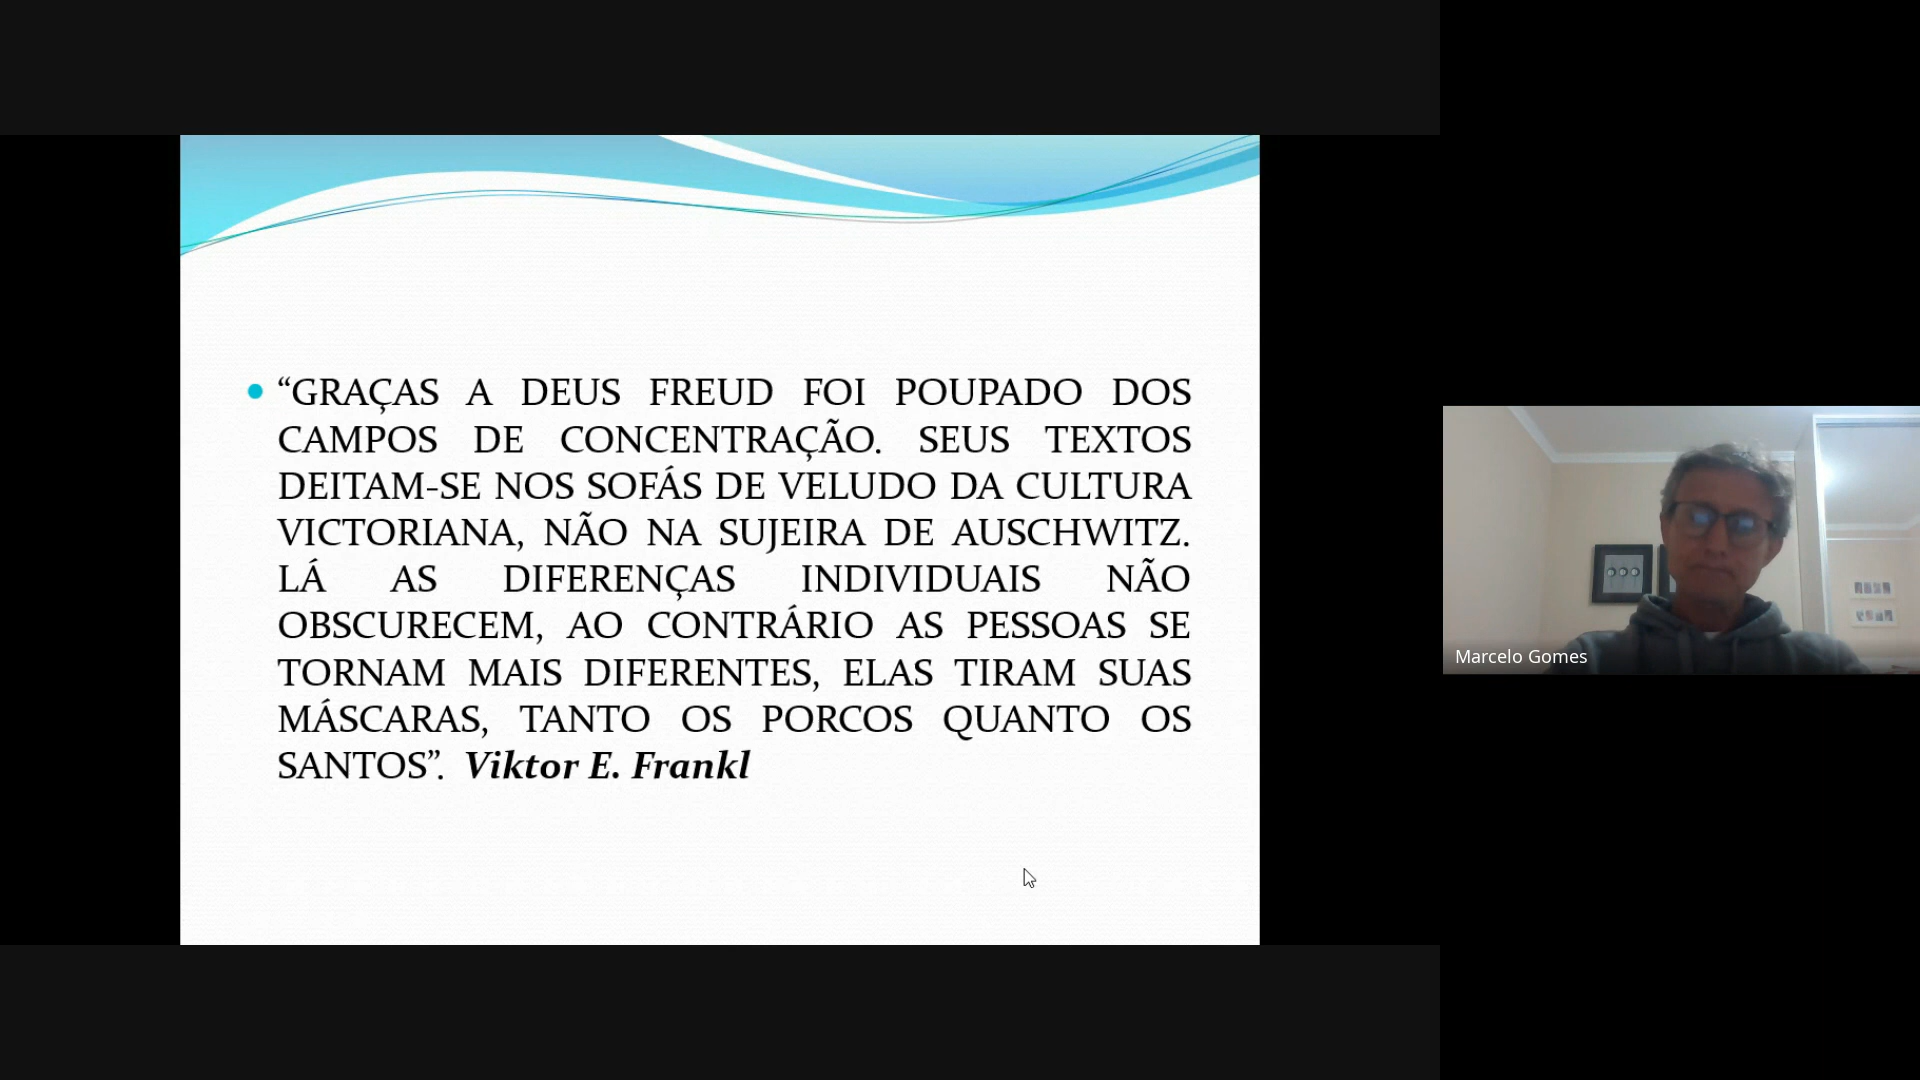 “GRAÇAS A DEUS FREUD FOI POUPADO DOS
CAMPOS DE CONCENTRAÇÃO. SEUS TEXTOS
DEITAM-SE NOS SOFÁS DE VELUDO DA CULTURA
VICTORIANA, NÃO NA SUJEIRA DE AUSCHWITZ.
LÁ AS DIFERENÇAS INDIVIDUAIS NÃO
OBSCURECEM, AO CONTRÁRIO AS PESSOAS SE
TORNAM MAIS DIFERENTES, ELAS TIRAM SUAS
MÁSCARAS, TANTO OS PORCOS QUANTO OS
SANTOS”. Viktor E. Frankl
Marcelo Gomes